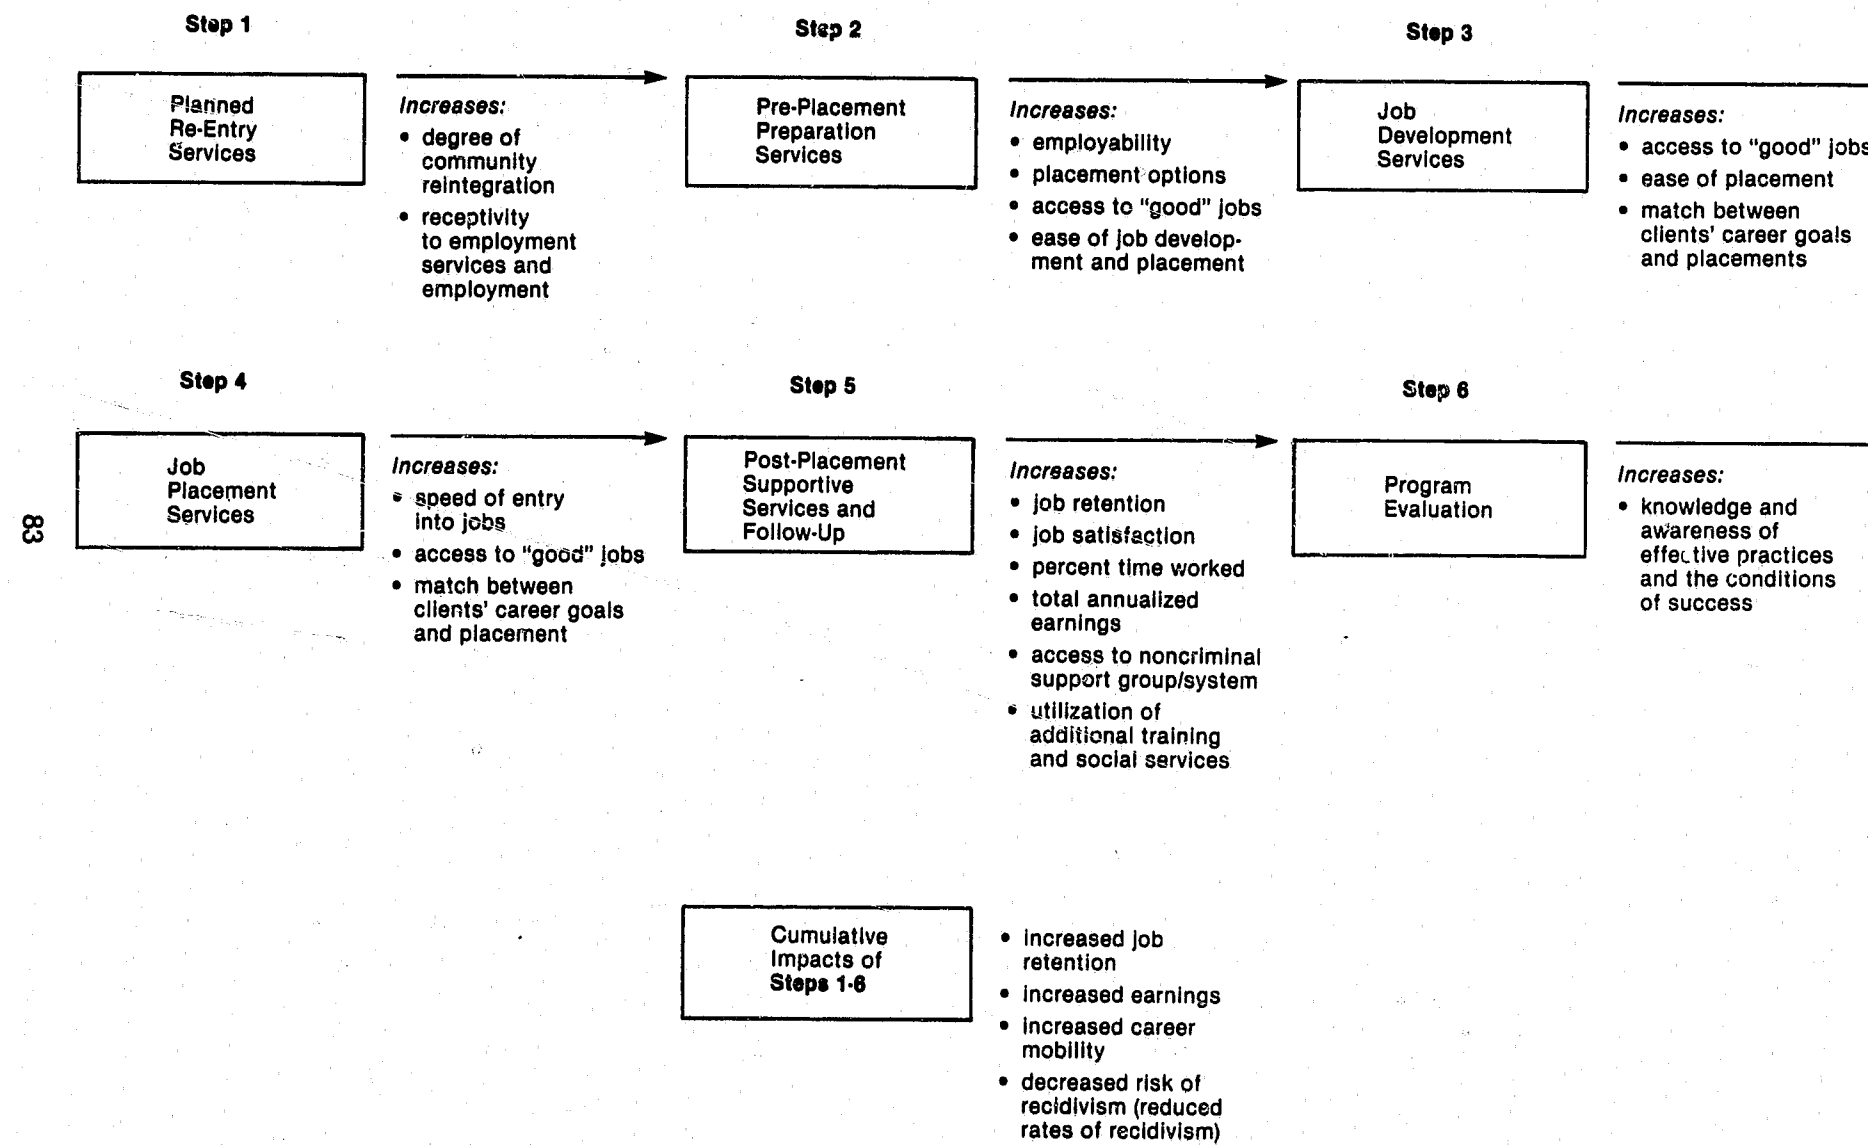 Step 1
Planned
Re-Entry
Services
Increases:
• degree of
community
reintegration
• receptivity
to employment
services and
employment
Step 2
Pre-Placement
Preparation
Services
Increases:
• employability
• placement options
• access to "good" jobs
• ease of job develop-
ment and placement
Step 3
Job
Development
Services
Increases:
• access to "good" jobs
• ease of placement
• match between
clients' career goals
and placements
Step 4
Job
Placement
Services
Increases:
• speed of entry
into jobs
• access to "good" jobs
• match between
clients' career goals
and placement
Step 5
Post-Placement
Supportive
Services and
Follow-Up
Increases:
• job retention
• job satisfaction
• percent time worked
• total annualized
earnings
• access to noncriminal
support group/system
• utilization of
additional training
and social services
Step 6
Program
Evaluation
Increases:
• knowledge and
awareness of
effective practices
and the conditions
of success
Cumulative
Impacts of
Steps 1-6
• increased job
retention
• increased earnings
• increased career
mobility
• decreased risk of
recidivism (reduced
rates of recidivism)
83